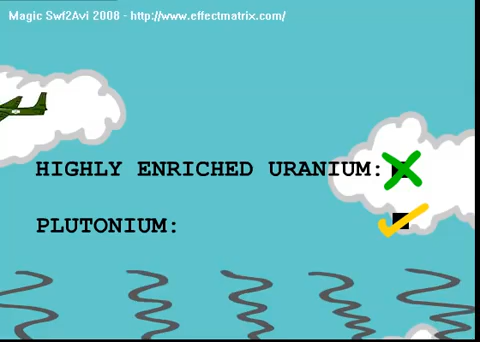 Magic Swf2Avi 2008 - http://www.effectmatrix.com/
HIGHLY ENRICHED URANIUM:
PLUTONIUM: